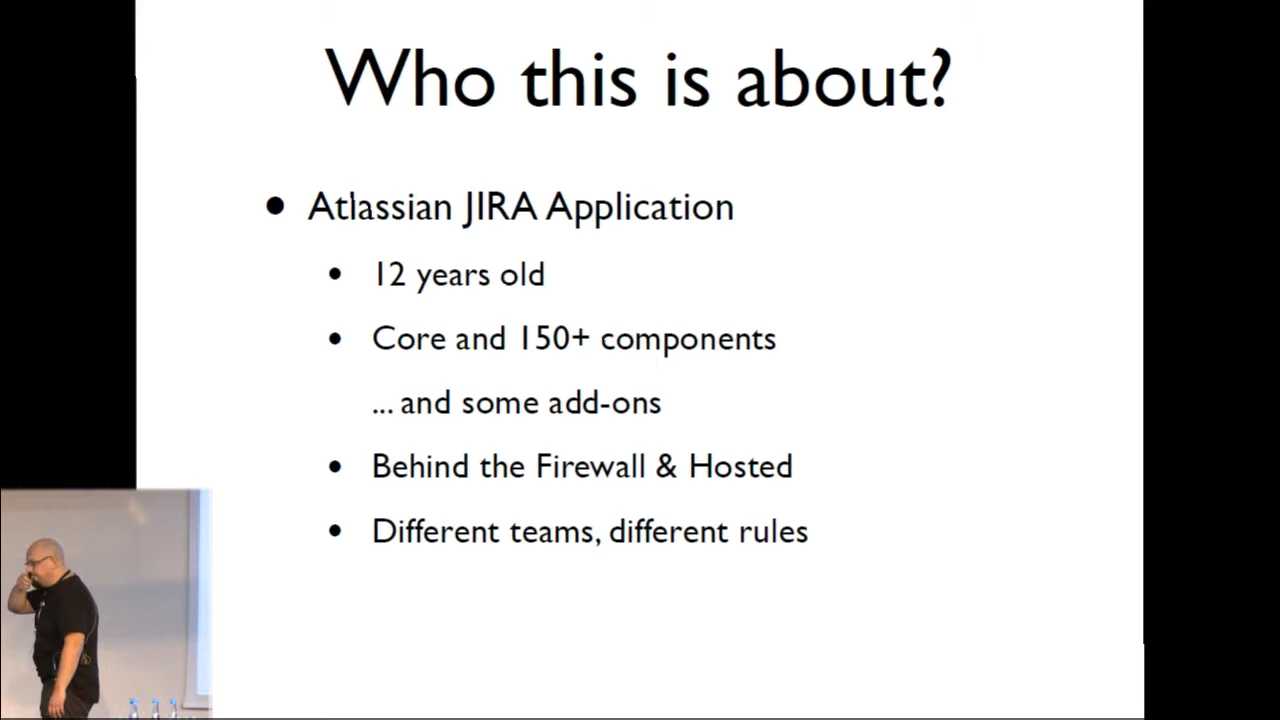 Who this is about?
• Atlassian JIRA Application
• 12 years old
• Core and 150+ components
... and some add-ons
• Behind the Firewall & Hosted
• Different teams, different rules